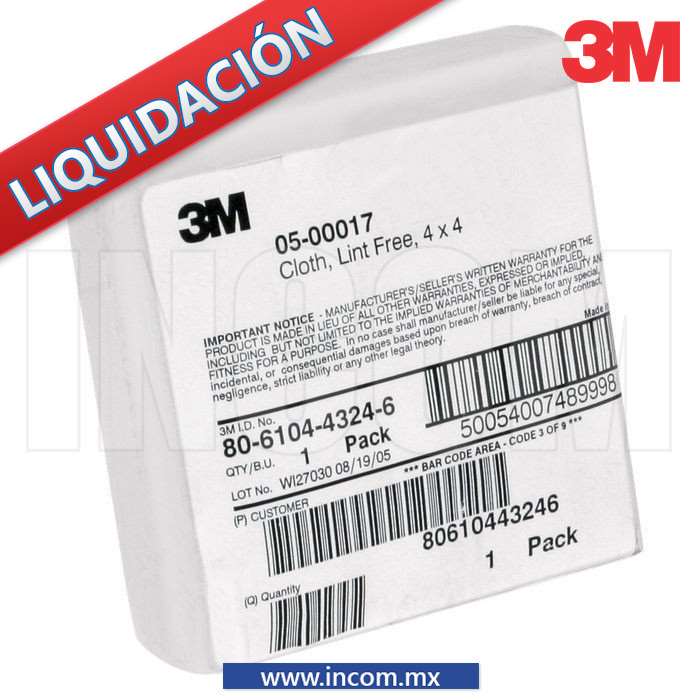 LIQUIDACIÓN
3M
3M
05-00017
Cloth, Lint Free, 4 x 4
IMPORTANT NOTICE - MANUFACTURER'S/SELLER'S WRITTEN WARRANTY FOR THE
PRODUCT IS MADE IN LIEU OF ALL OTHER WARRANTIES, EXPRESSED OR IMPLIED,
INCLUDING BUT NOT LIMITED TO THE IMPLIED WARRANTIES OF MERCHANTABILITY AN
FITNESS FOR A PURPOSE. In no case shall manufacturer/seller be liable for any special,
incidental, or consequential damages based upon breach of warranty, breach of contract,
negligence, strict liability or any other legal theory.
Made i
3M I.D. No.
80-6104-4324-6
50054007489998
QTY/B.U. 1 Pack
LOT No. WI27030 08/19/05
*** BAR CODE AREA - CODE 3 OF 9 ***
(P) CUSTOMER
80610443246
1 Pack
(Q) Quantity
INCOM
www.incom.mx